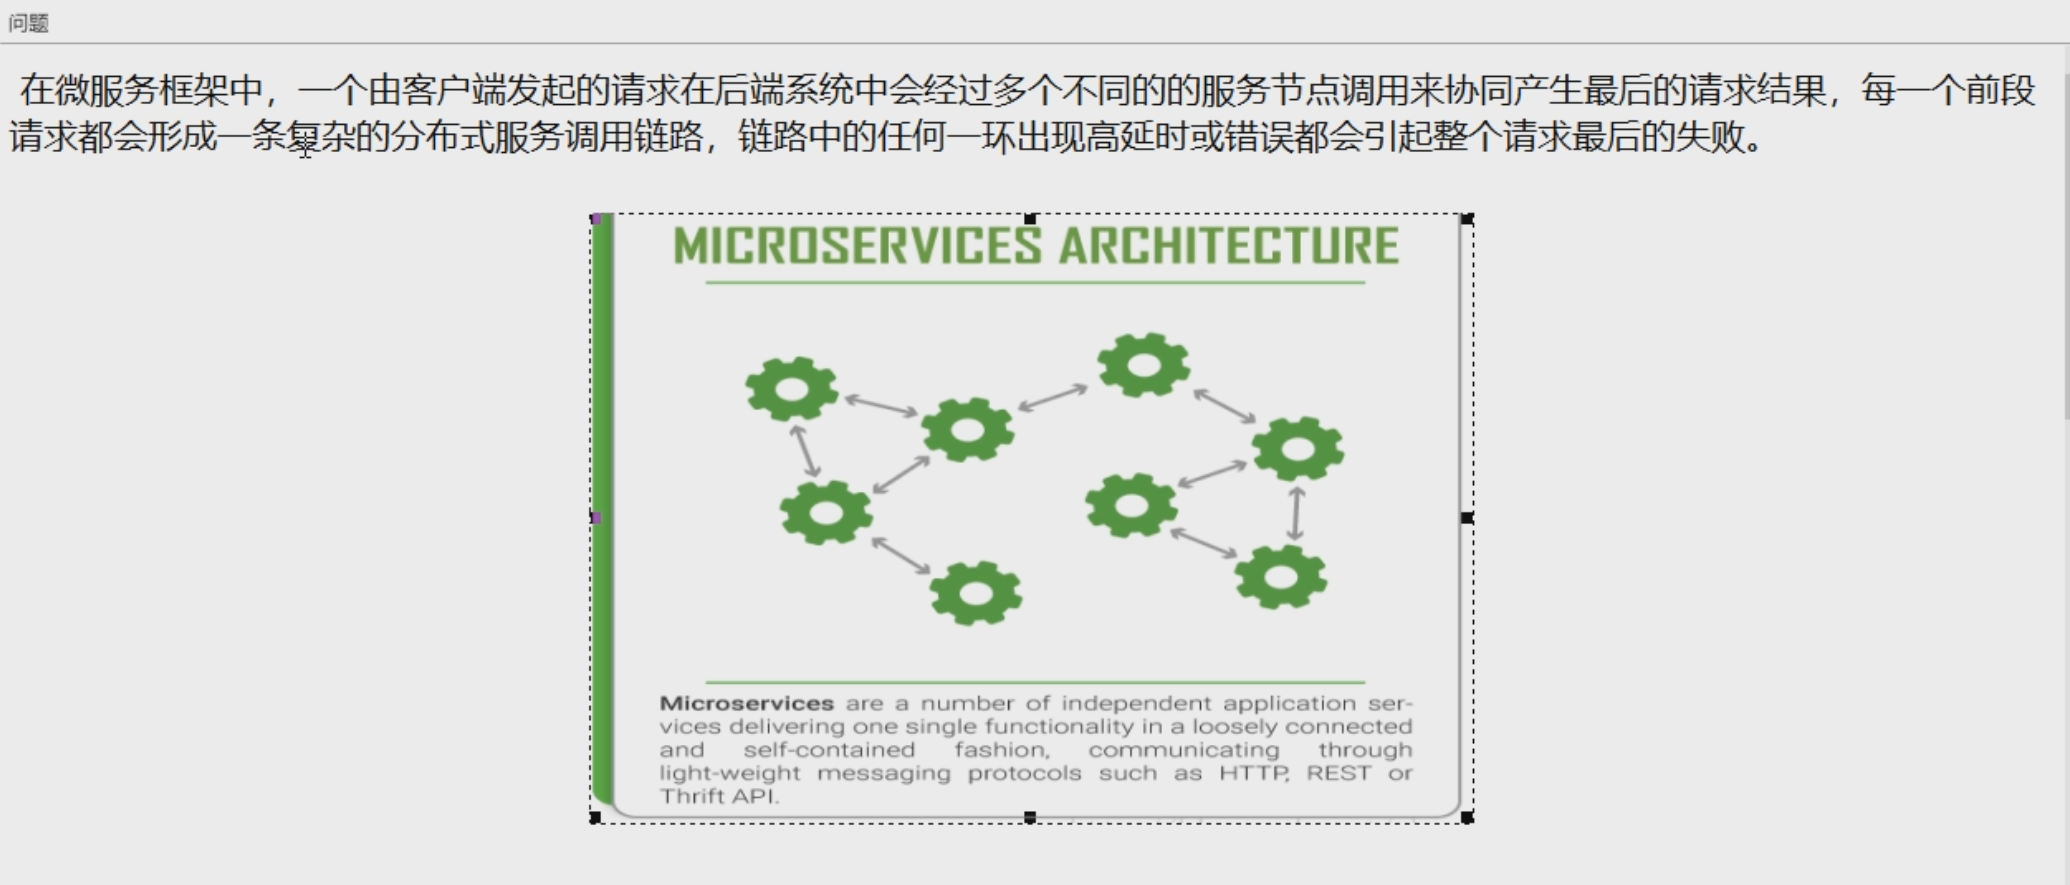 问题
在微服务框架中，一个由客户端发起的请求在后端系统中会经过多个不同的的服务节点调用来协同产生最后的请求结果，每一个前段
请求都会形成一条复杂的分布式服务调用链路，链路中的任何一环出现高延时或错误都会引起整个请求最后的失败。
MICROSERVICES ARCHITECTURE
Microservices are a number of independent application ser-
vices delivering one single functionality in a loosely connected
and self-contained fashion, communicating through
light-weight messaging protocols such as HTTP, REST or
Thrift API.